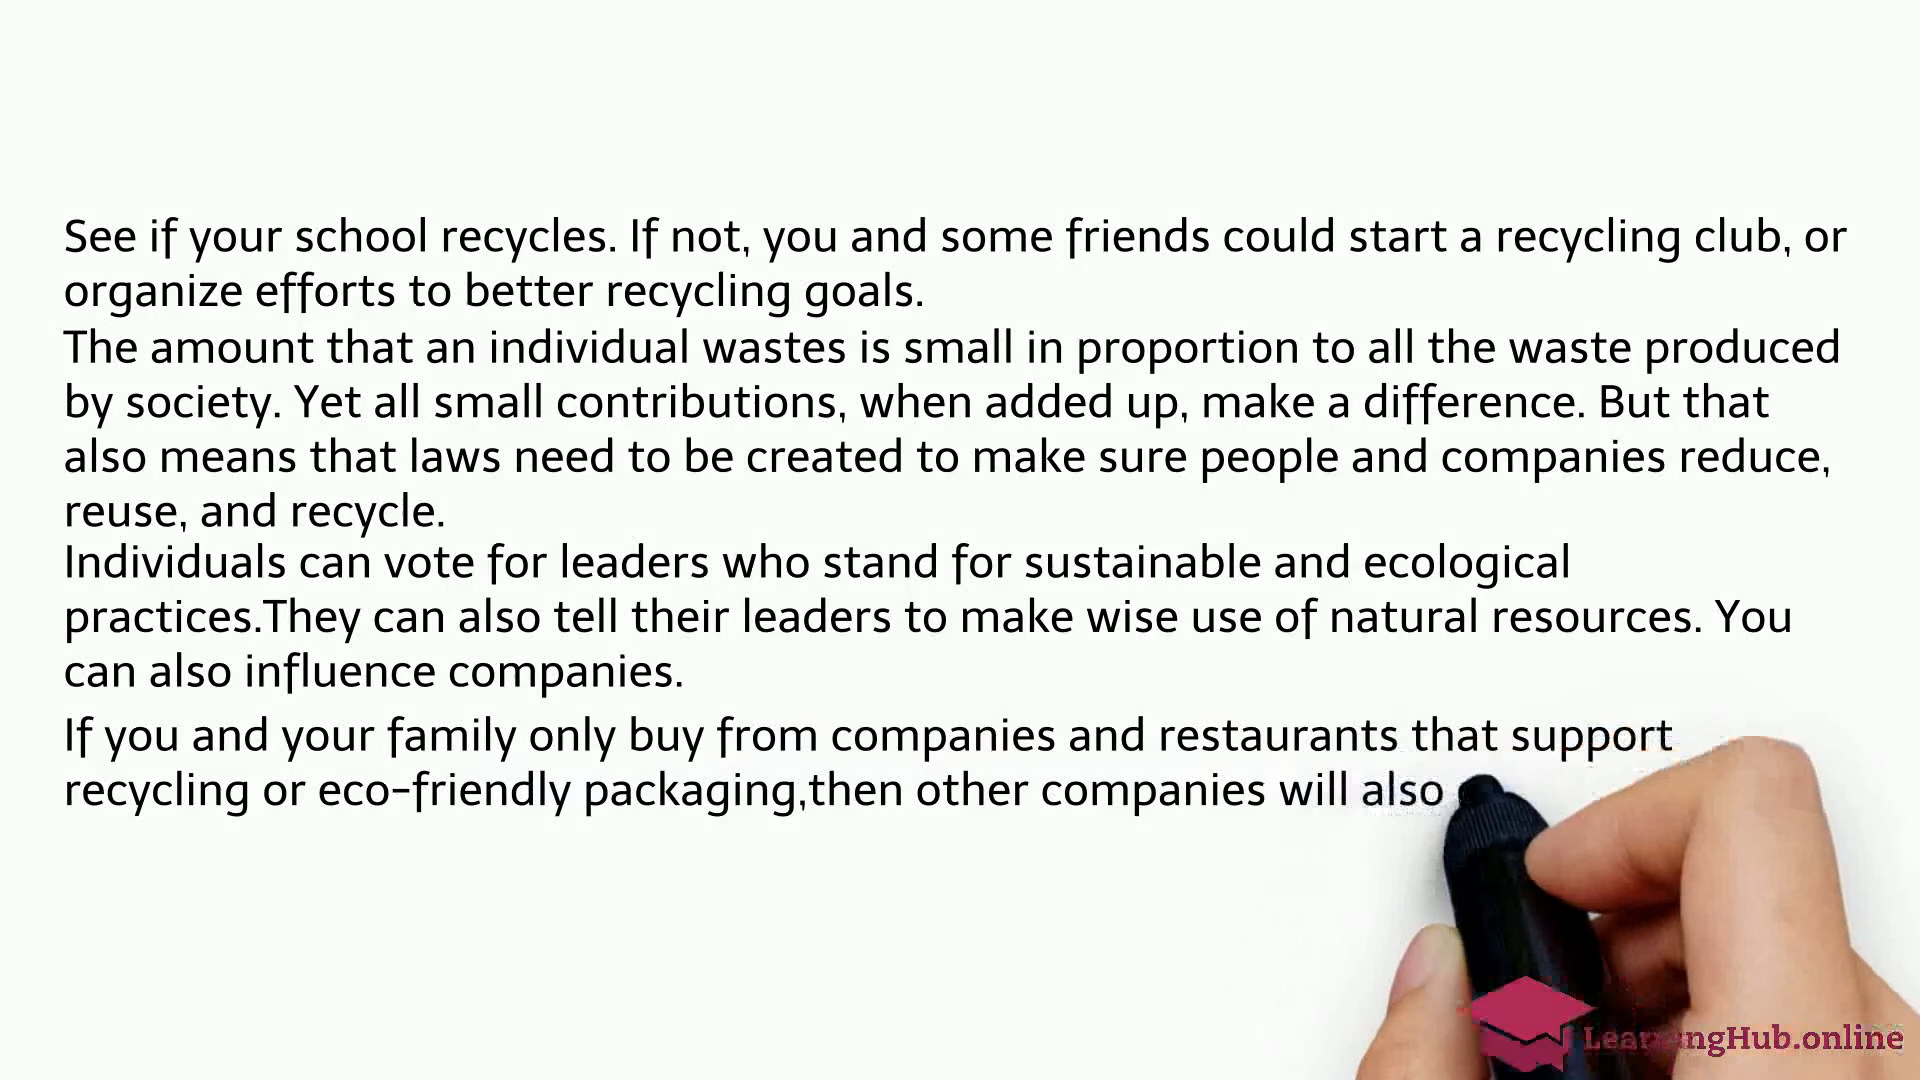 See if your school recycles. If not, you and some friends could start a recycling club, or
organize efforts to better recycling goals.
The amount that an individual wastes is small in proportion to all the waste produced
by society. Yet all small contributions, when added up, make a difference. But that
also means that laws need to be created to make sure people and companies reduce,
reuse, and recycle.
Individuals can vote for leaders who stand for sustainable and ecological
practices.They can also tell their leaders to make wise use of natural resources. You
can also influence companies.
If you and your family only buy from companies and restaurants that support
recycling or eco-friendly packaging,then other companies will also
LearningHub.online